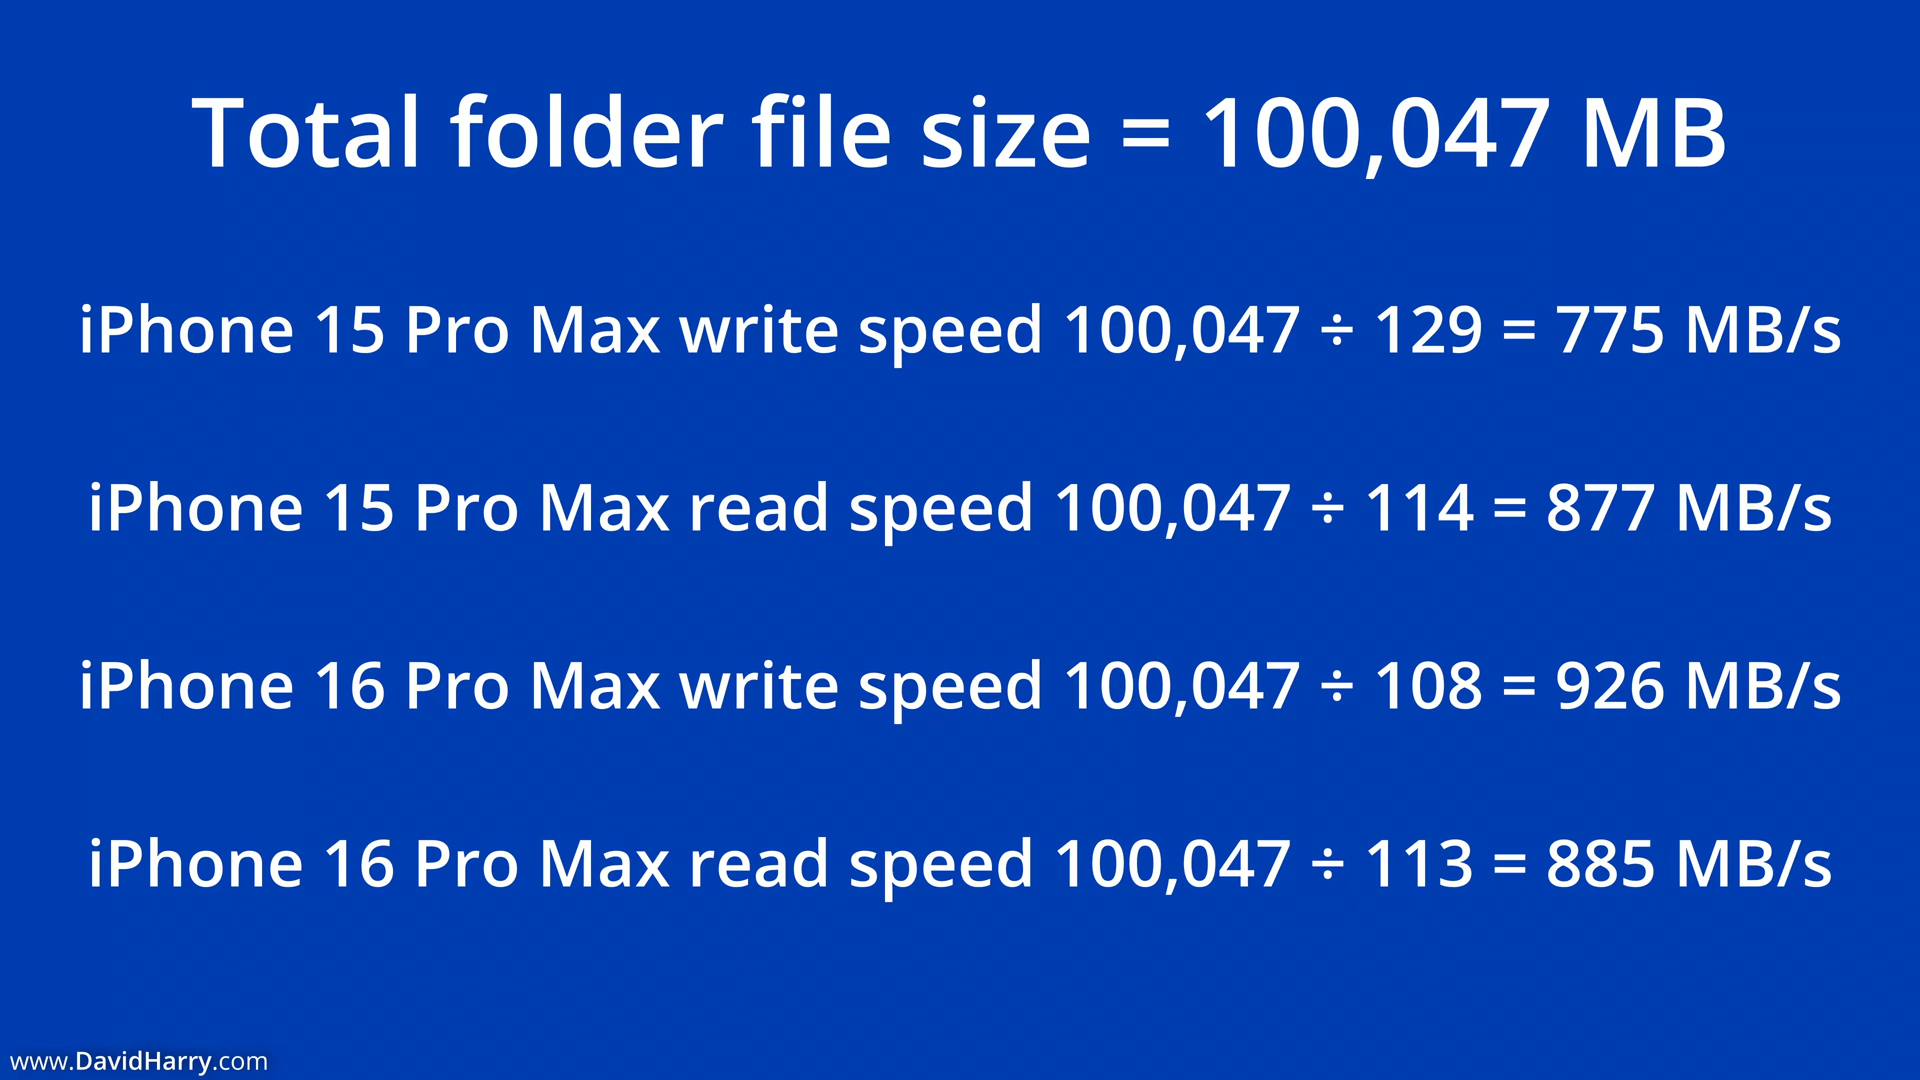 Total folder file size = 100,047 MB
iPhone 15 Pro Max write speed 100,047 ÷ 129 = 775 MB/s
iPhone 15 Pro Max read speed 100,047 ÷ 114 = 877 MB/s
iPhone 16 Pro Max write speed 100,047 ÷ 108 = 926 MB/s
iPhone 16 Pro Max read speed 100,047 ÷ 113 = 885 MB/s
www.DavidHarry.com